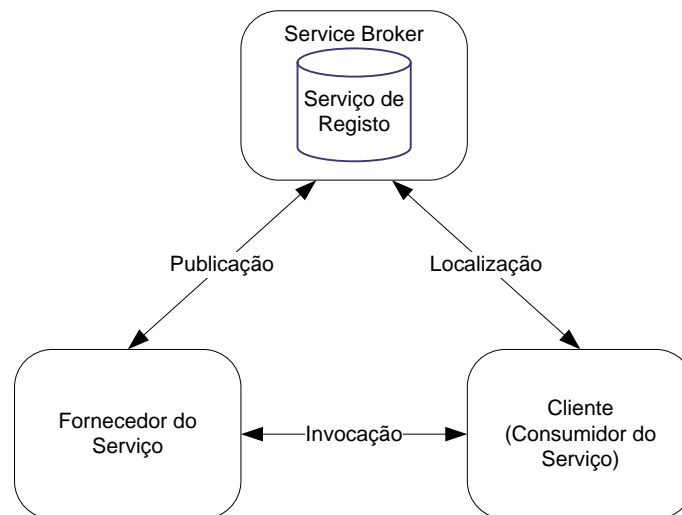 Service Broker
Serviço de
Registo
Publicação
Localização
Fornecedor do
Serviço
Invocação
Cliente
(Consumidor do
Serviço)